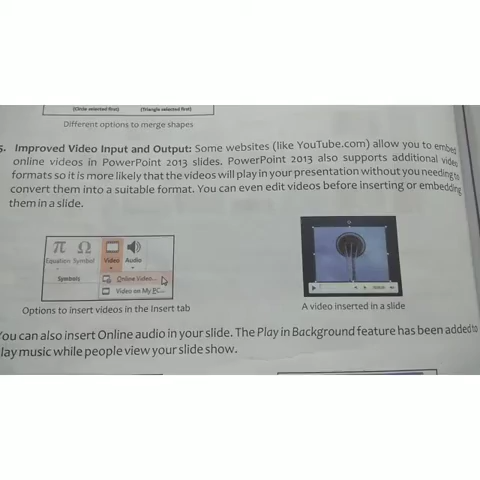 (Circle selected first) (Triangle selected first)
Different options to merge shapes
5. Improved Video Input and Output: Some websites (like YouTube.com) allow you to embed
online videos in PowerPoint 2013 slides. PowerPoint 2013 also supports additional video
formats so it is more likely that the videos will play in your presentation without you needing to
convert them into a suitable format. You can even edit videos before inserting or embedding
them in a slide.
π Ω
Equation Symbol Video Audio
Symbols
Online Video...
Video on My PC...
Options to insert videos in the Insert tab
A video inserted in a slide
You can also insert Online audio in your slide. The Play in Background feature has been added to
play music while people view your slide show.